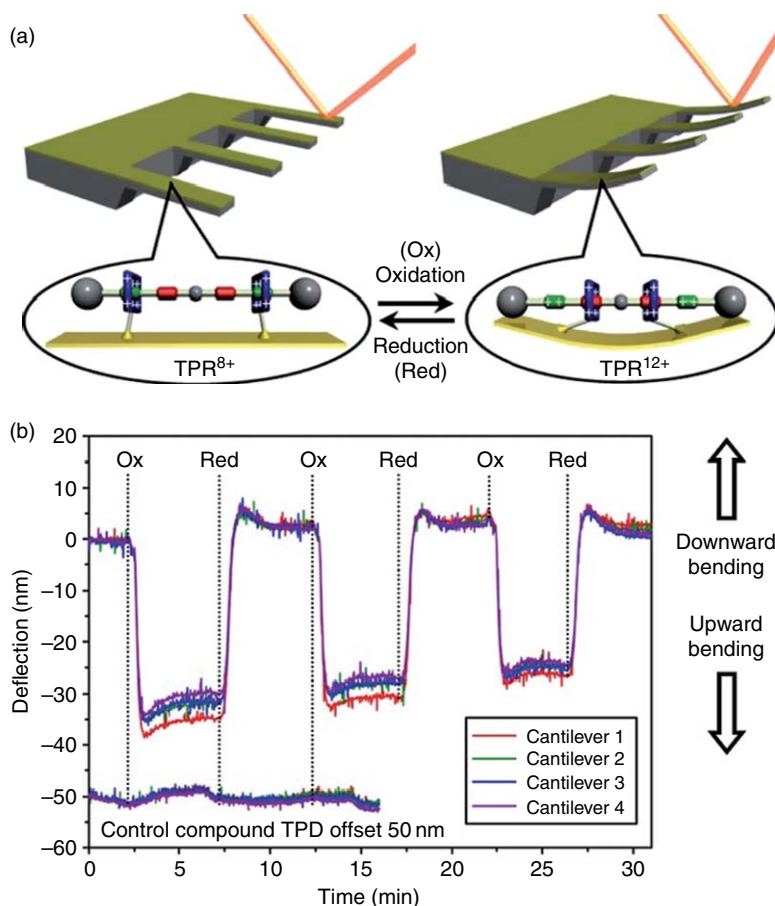 (a)
(Ox)
Oxidation
Reduction
(Red)
TPR8+
TPR12+
(b)
20
10
0
–10
–20
–30
–40
–50
–60
Deflection (nm)
Ox
Red
Ox
Red
Ox
Red
Cantilever 1
Cantilever 2
Cantilever 3
Cantilever 4
Control compound TPD offset 50 nm
0
5
10
15
20
25
30
Time (min)
Downward
bending
Upward
bending